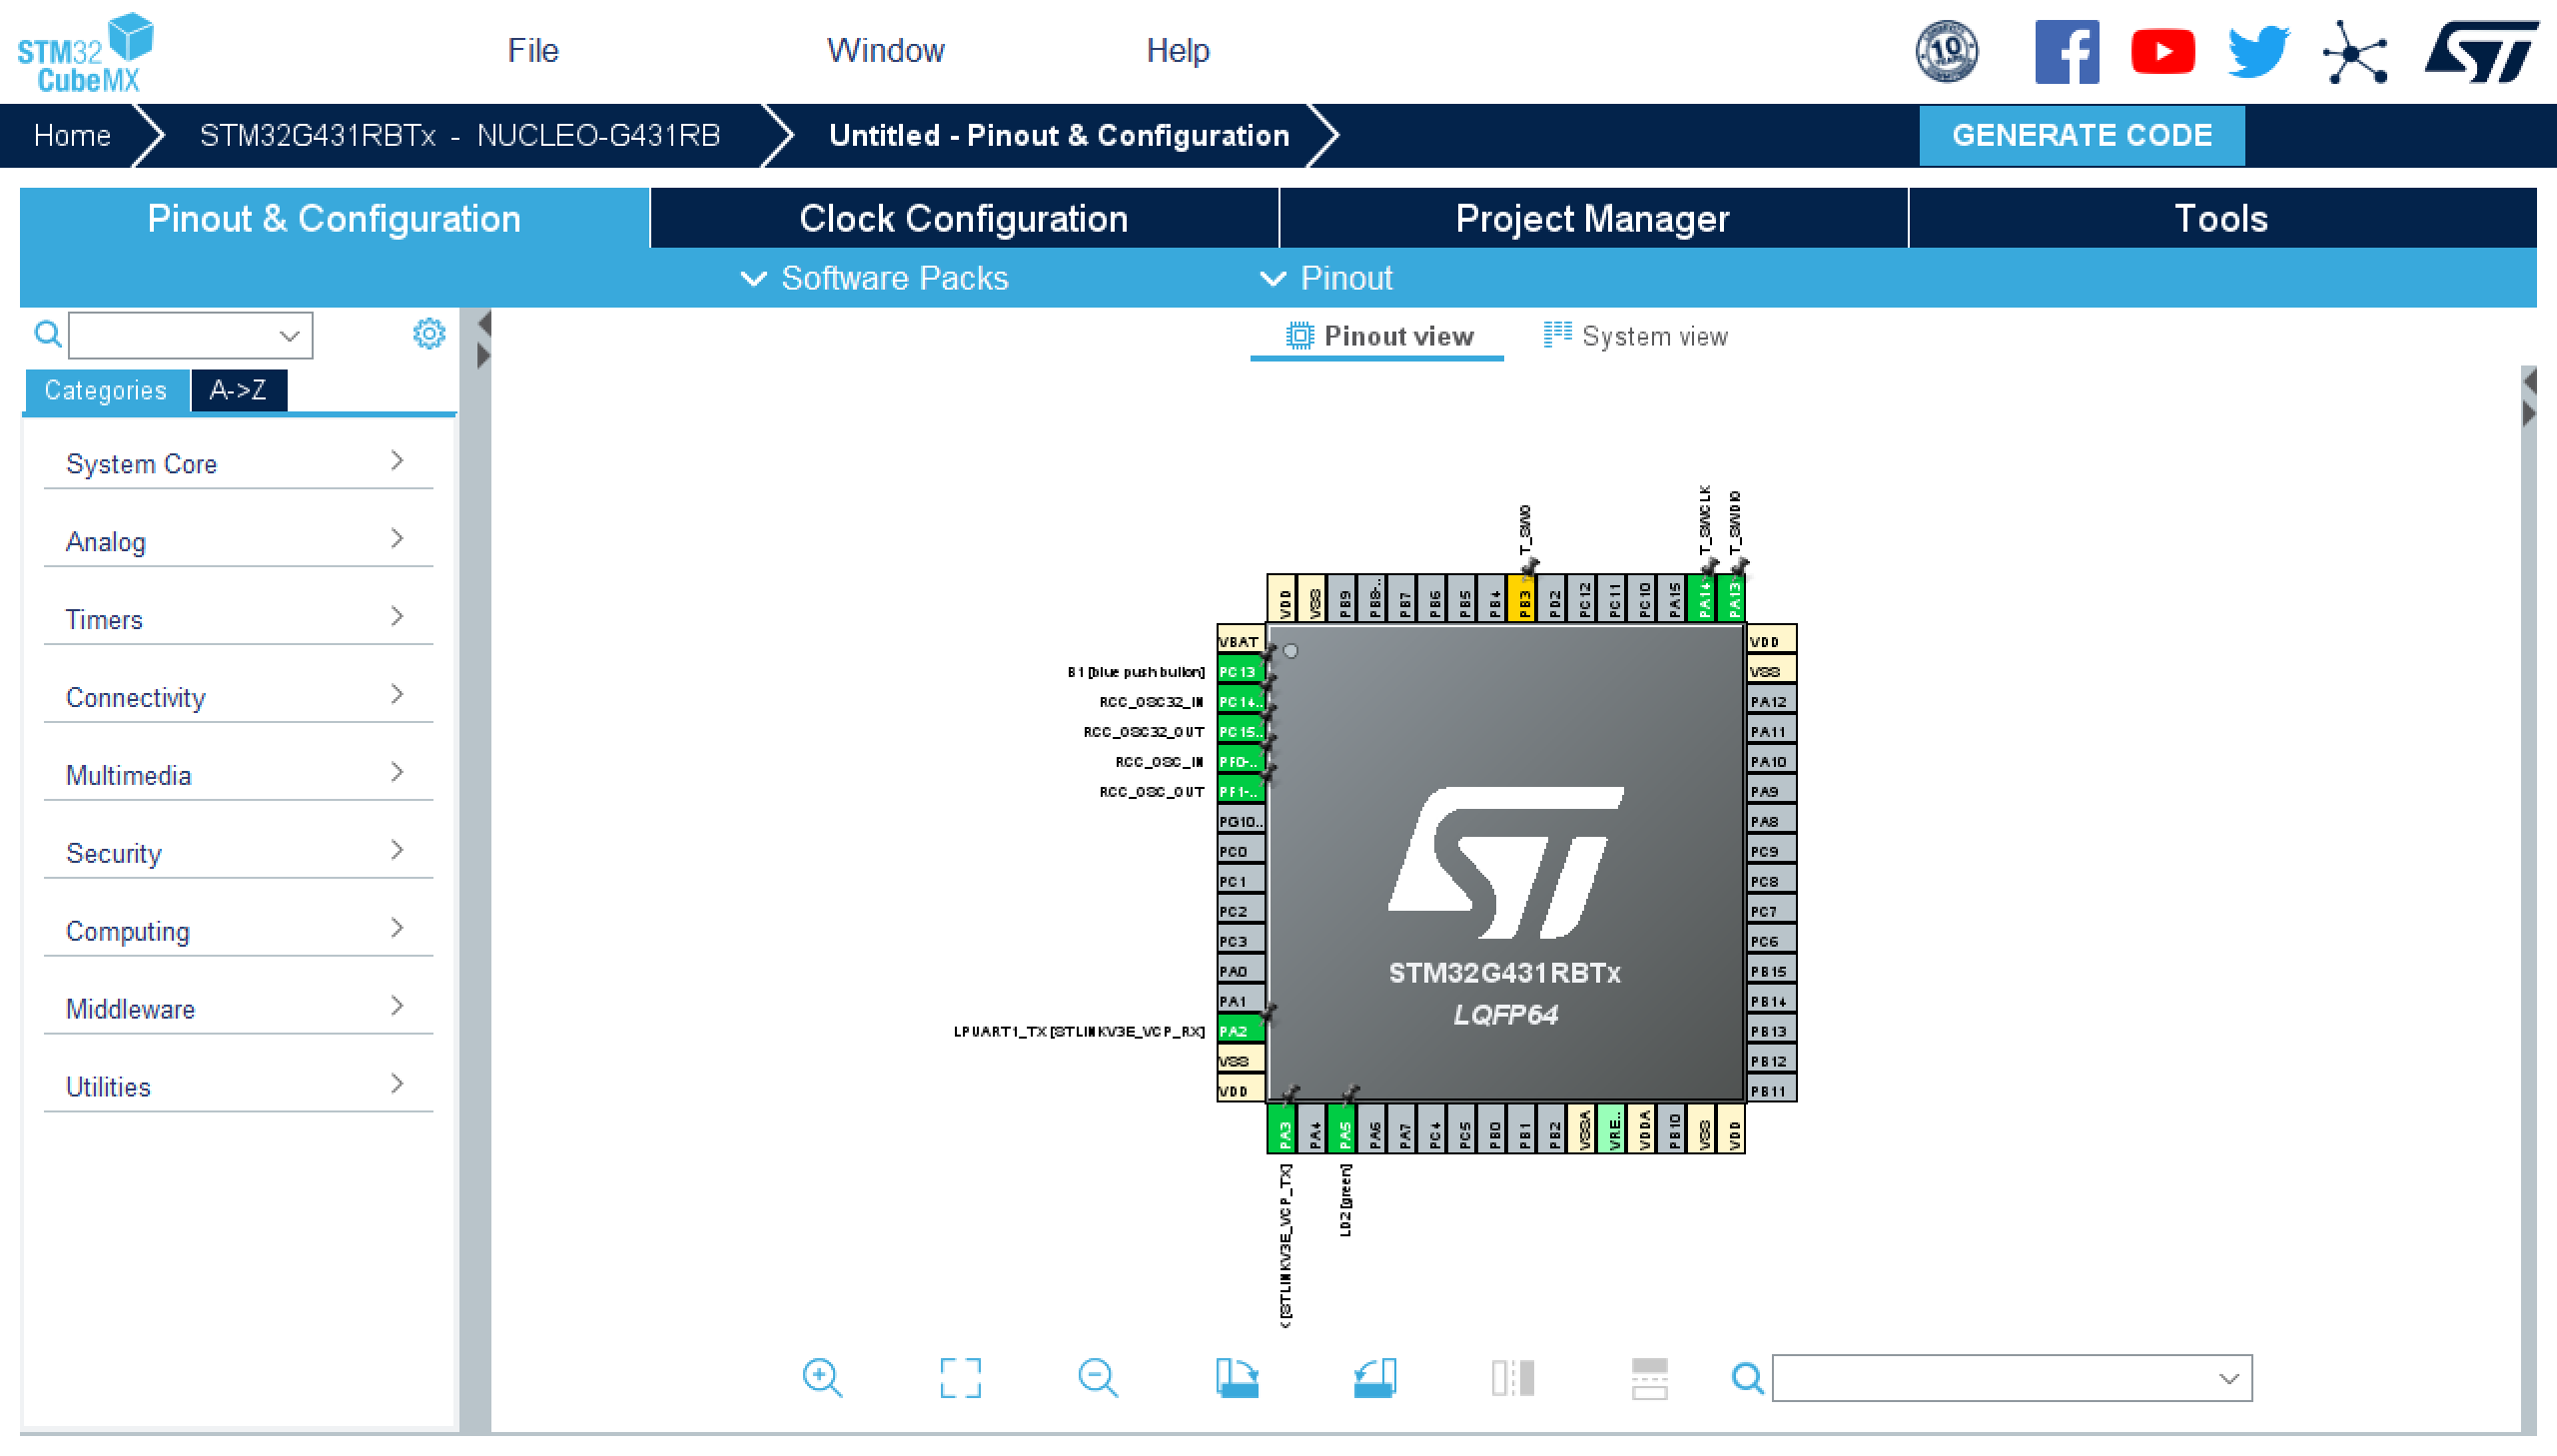 STM32
CubeMX
File
Window
Help
10
YEARS
ST
Home
STM32G431RBTx - NUCLEO-G431RB
Untitled - Pinout & Configuration
GENERATE CODE
Pinout & Configuration
Clock Configuration
Project Manager
Tools
Software Packs
Pinout
Pinout view
System view
Categories
A->Z
System Core
Analog
Timers
Connectivity
Multimedia
Security
Computing
Middleware
Utilities
T_SWO
T_SWCLK
T_SWDIO
VDD
VSS
PB9
PB8-..
PB7
PB6
PB5
PB4
PB3
PD2
PC12
PC11
PC10
PA15
PA14
PA13
VBAT
B1 [blue push button] PC13
RCC_OSC32_IN PC14..
RCC_OSC32_OUT PC15..
RCC_OSC_IN PF0-..
RCC_OSC_OUT PF1-..
PG10..
PC0
PC1
PC2
PC3
PA0
PA1
LPUART1_TX [STLINKV3E_VCP_RX] PA2
VSS
VDD
VDD
VSS
PA12
PA11
PA10
PA9
PA8
PC9
PC8
PC7
PC6
PB15
PB14
PB13
PB12
PB11
ST
STM32G431RBTx
LQFP64
PA3
PA4
PA5
PA6
PA7
PC4
PC5
PB0
PB1
PB2
VSSA
VRE..
VDDA
PB10
VSS
VDD
[STLINKV3E_VCP_TX]
LD2 [green]